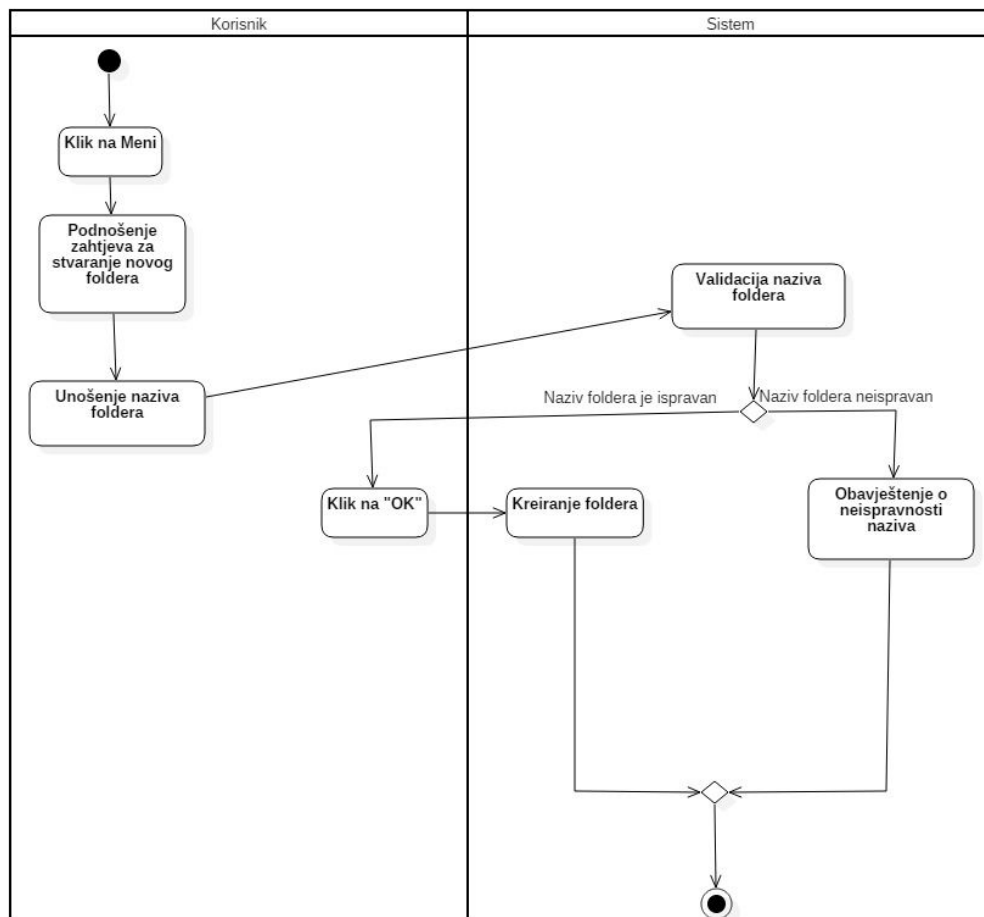 Korisnik
Sistem
Klik na Meni
Podnošenje
zahtjeva za
stvaranje novog
foldera
Validacija naziva
foldera
Unošenje naziva
foldera
Naziv foldera je ispravan
Naziv foldera neispravan
Klik na "OK"
Kreiranje foldera
Obavještenje o
neispravnosti
naziva